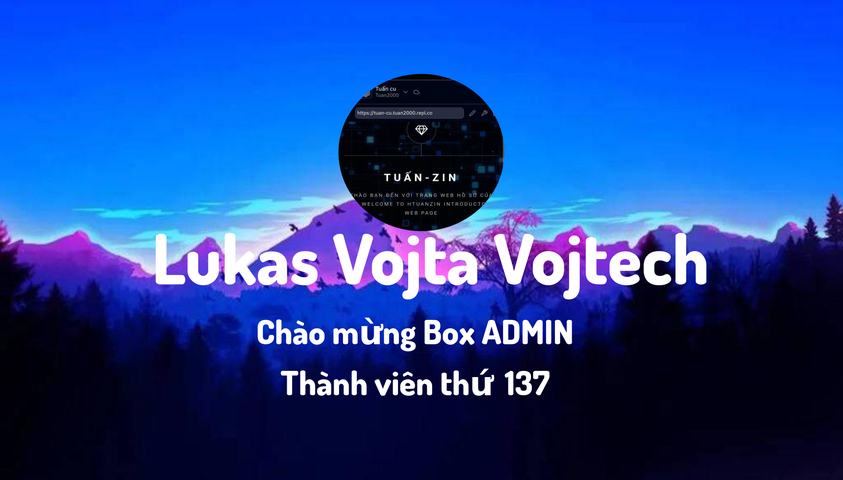 Tuấn cu
Tuan2000
https://tuan-cu.tuan2000.repl.co
TUẤN-ZIN
CHÀO BẠN ĐẾN VỚI TRANG WEB HỒ SƠ CỦA
WELCOME TO HTUANZIN INTRODUCTI
WEB PAGE
Lukas Vojta Vojtech
Chào mừng Box ADMIN
Thành viên thứ 137